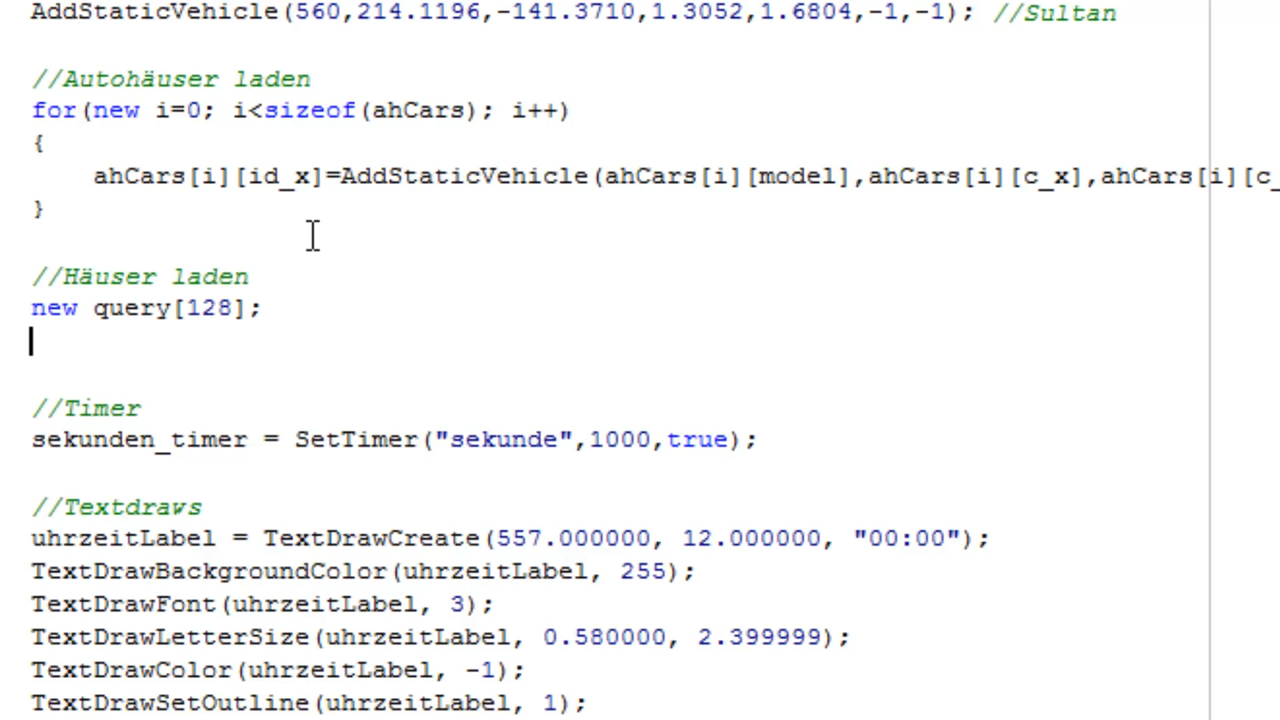 AddStaticVehicle(560,214.1196,-141.3710,1.3052,1.6804,-1,-1); //Sultan
//Autohäuser laden
for(new i=0; i<sizeof(ahCars); i++)
{
ahCars[i][id_x]=AddStaticVehicle(ahCars[i][model],ahCars[i][c_x],ahCars[i][c_
}
//Häuser laden
new query[128];
//Timer
sekunden_timer = SetTimer("sekunde",1000,true);
//Textdraws
uhrzeitLabel = TextDrawCreate(557.000000, 12.000000, "00:00");
TextDrawBackgroundColor(uhrzeitLabel, 255);
TextDrawFont(uhrzeitLabel, 3);
TextDrawLetterSize(uhrzeitLabel, 0.580000, 2.399999);
TextDrawColor(uhrzeitLabel, -1);
TextDrawSetOutline(uhrzeitLabel, 1);